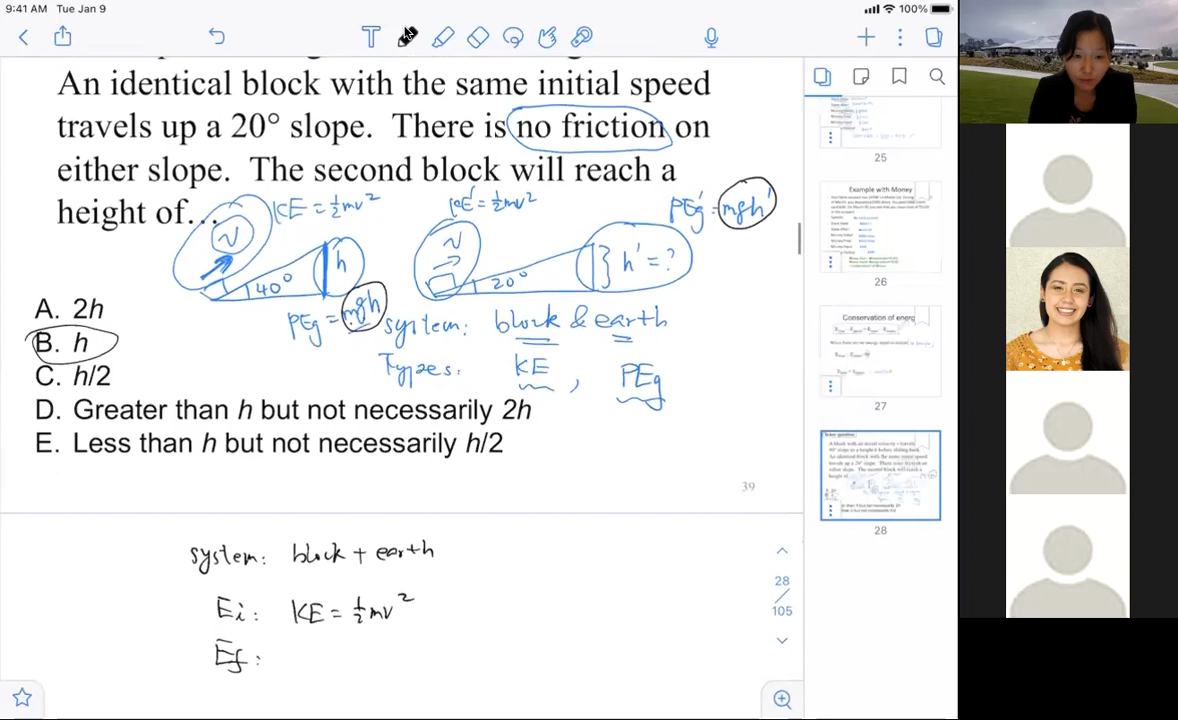 9:41 AM Tue Jan 9
100%
An identical block with the same initial speed
travels up a 20° slope. There is no friction on
either slope. The second block will reach a
height of...
KE = ½mv²
KE' = ½mv²
PEg' = mgh'
v
v
h
h' = ?
40°
20°
PEg = mgh
system: block & earth
Types: KE , PEg
A. 2h
B. h
C. h/2
D. Greater than h but not necessarily 2h
E. Less than h but not necessarily h/2
39
system: block + earth
Ei: KE = ½mv²
Ef:
28
105
25
Example with Money
26
Conservation of energy
27
28